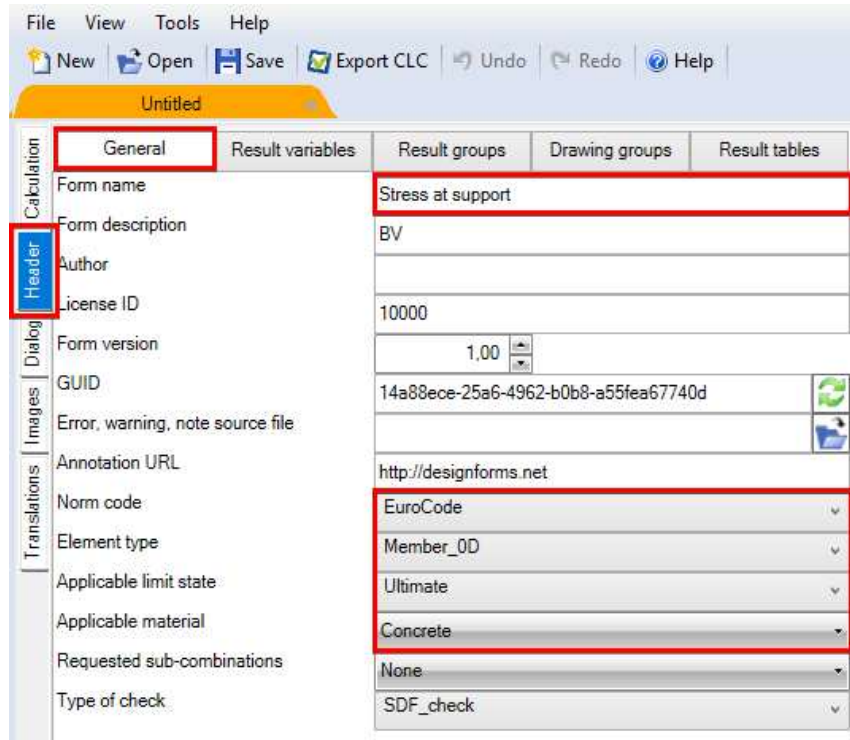 File View Tools Help
New Open Save Export CLC Undo Redo Help
Untitled
General Result variables Result groups Drawing groups Result tables
Calculation
Header
Dialog
Images
Translations
Form name Stress at support
Form description BV
Author
License ID 10000
Form version 1,00
GUID 14a88ece-25a6-4962-b0b8-a55fea67740d
Error, warning, note source file
Annotation URL http://designforms.net
Norm code EuroCode
Element type Member_0D
Applicable limit state Ultimate
Applicable material Concrete
Requested sub-combinations None
Type of check SDF_check